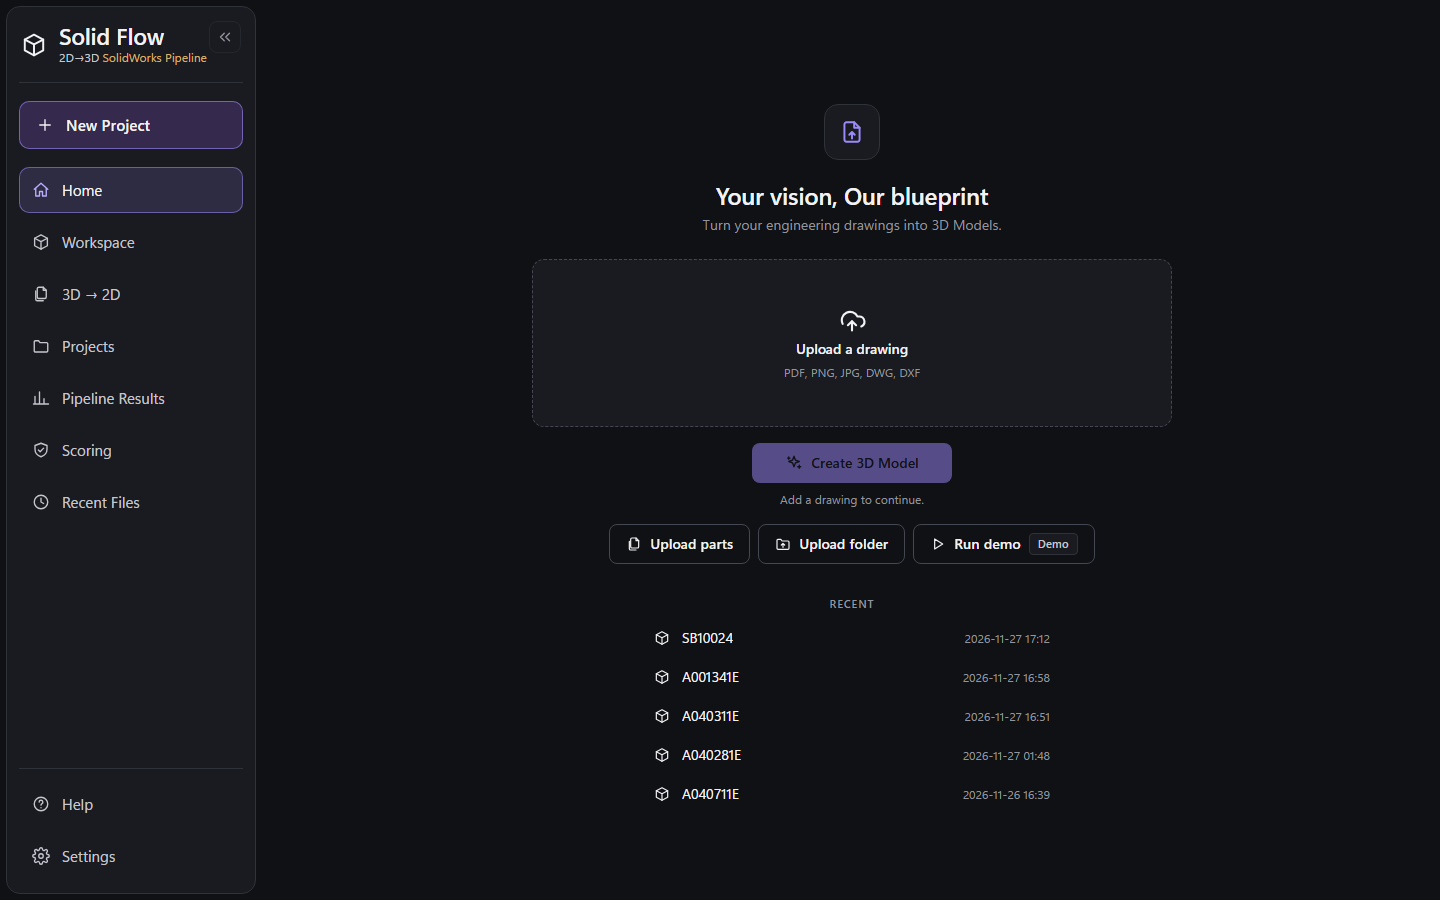 Solid Flow
2D→3D SolidWorks Pipeline
New Project
Home
Workspace
3D → 2D
Projects
Pipeline Results
Scoring
Recent Files
Help
Settings
Your vision, Our blueprint
Turn your engineering drawings into 3D Models.
Upload a drawing
PDF, PNG, JPG, DWG, DXF
Create 3D Model
Add a drawing to continue.
Upload parts
Upload folder
Run demo Demo
RECENT
SB10024 2026-11-27 17:12
A001341E 2026-11-27 16:58
A040311E 2026-11-27 16:51
A040281E 2026-11-27 01:48
A040711E 2026-11-26 16:39